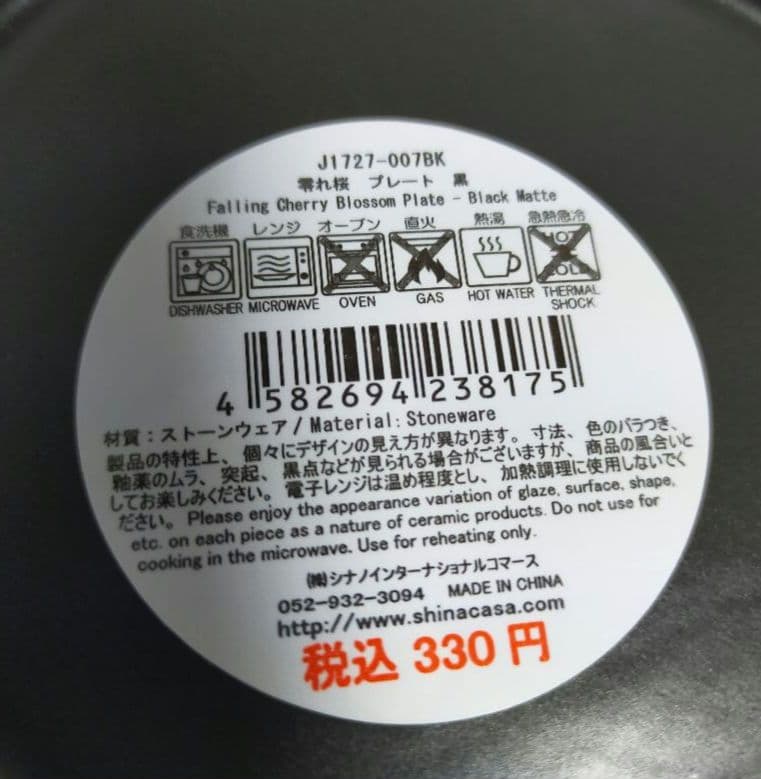 J1727-007BK
零れ桜 プレート 黒
Falling Cherry Blossom Plate - Black Matte
食洗機 レンジ オーブン 直火 熱湯 急熱急冷
HOT
COLD
DISHWASHER MICROWAVE OVEN GAS HOT WATER THERMAL SHOCK
4 582694 238175
材質：ストーンウェア / Material: Stoneware
製品の特性上、個々にデザインの見え方が異なります。寸法、色のバラつき、
釉薬のムラ、突起、黒点などが見られる場合がございますが、商品の風合いと
してお楽しみください。電子レンジは温め程度とし、加熱調理に使用しないでく
ださい。 Please enjoy the appearance variation of glaze, surface, shape,
etc. on each piece as a nature of ceramic products. Do not use for
cooking in the microwave. Use for reheating only.
㈱シナノインターナショナルコマース
052-932-3094 MADE IN CHINA
http://www.shinacasa.com
税込 330 円